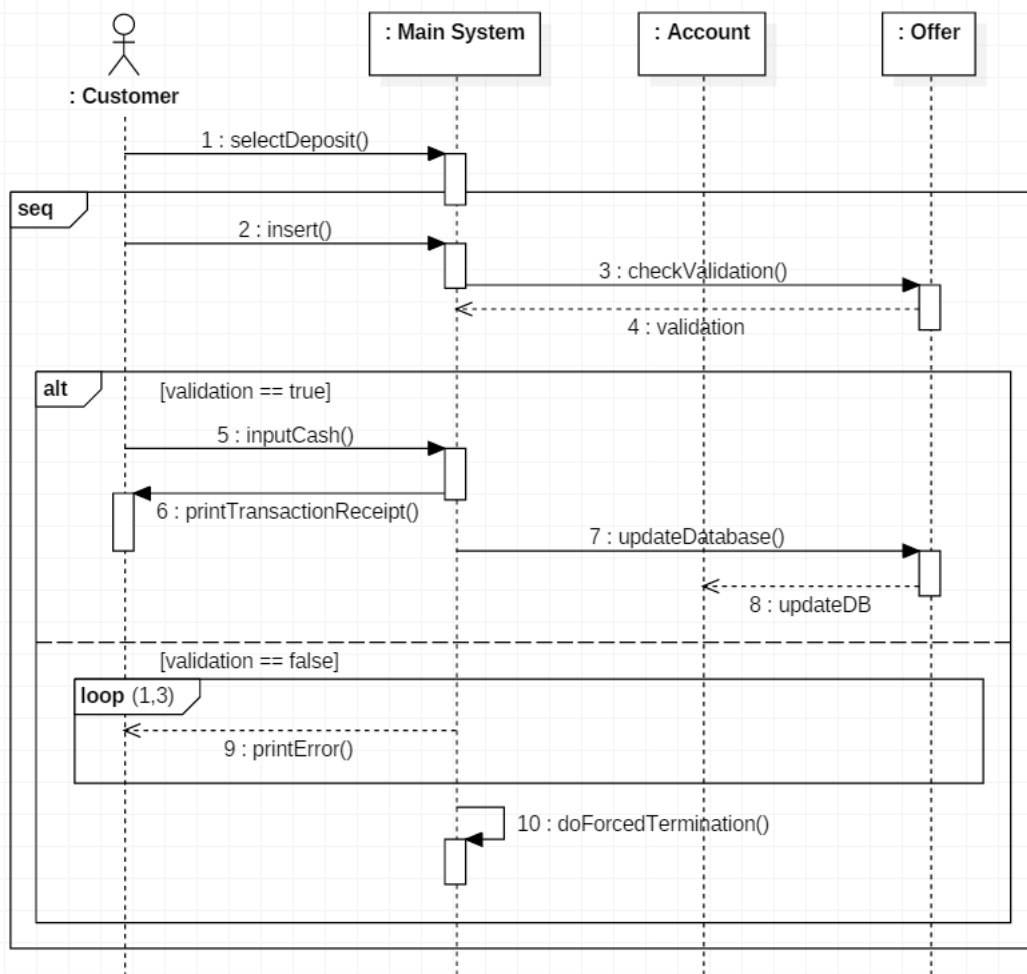 : Main System
: Account
: Offer
: Customer
1 : selectDeposit()
seq
2 : insert()
3 : checkValidation()
4 : validation
alt
[validation == true]
5 : inputCash()
6 : printTransactionReceipt()
7 : updateDatabase()
8 : updateDB
[validation == false]
loop (1,3)
9 : printError()
10 : doForcedTermination()